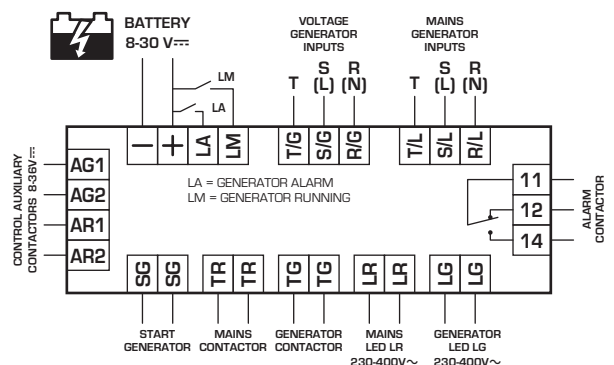 BATTERY
8-30 V⎓
VOLTAGE
GENERATOR
INPUTS
MAINS
GENERATOR
INPUTS
T S (L) R (N)
T S (L) R (N)
LM
LA
− + LA LM T/G S/G R/G T/L S/L R/L
CONTROL AUXILIARY
CONTACTORS 8-36V⎓
AG1
AG2
AR1
AR2
LA = GENERATOR ALARM
LM = GENERATOR RUNNING
11
12
14
ALARM
CONTACTOR
SG SG TR TR TG TG LR LR LG LG
START
GENERATOR
MAINS
CONTACTOR
GENERATOR
CONTACTOR
MAINS
LED LR
230-400V~
GENERATOR
LED LG
230-400V~